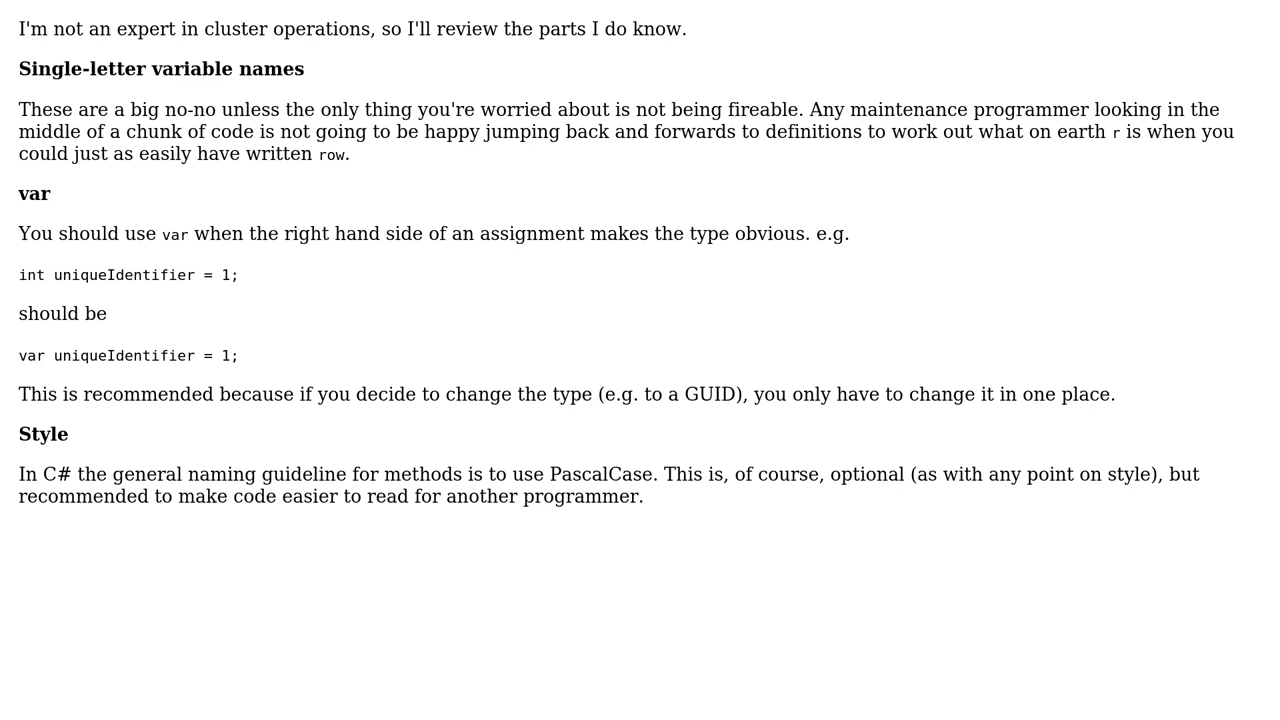 I'm not an expert in cluster operations, so I'll review the parts I do know.
Single-letter variable names
These are a big no-no unless the only thing you're worried about is not being fireable. Any maintenance programmer looking in the
middle of a chunk of code is not going to be happy jumping back and forwards to definitions to work out what on earth r is when you
could just as easily have written row.
var
You should use var when the right hand side of an assignment makes the type obvious. e.g.
int uniqueIdentifier = 1;
should be
var uniqueIdentifier = 1;
This is recommended because if you decide to change the type (e.g. to a GUID), you only have to change it in one place.
Style
In C# the general naming guideline for methods is to use PascalCase. This is, of course, optional (as with any point on style), but
recommended to make code easier to read for another programmer.